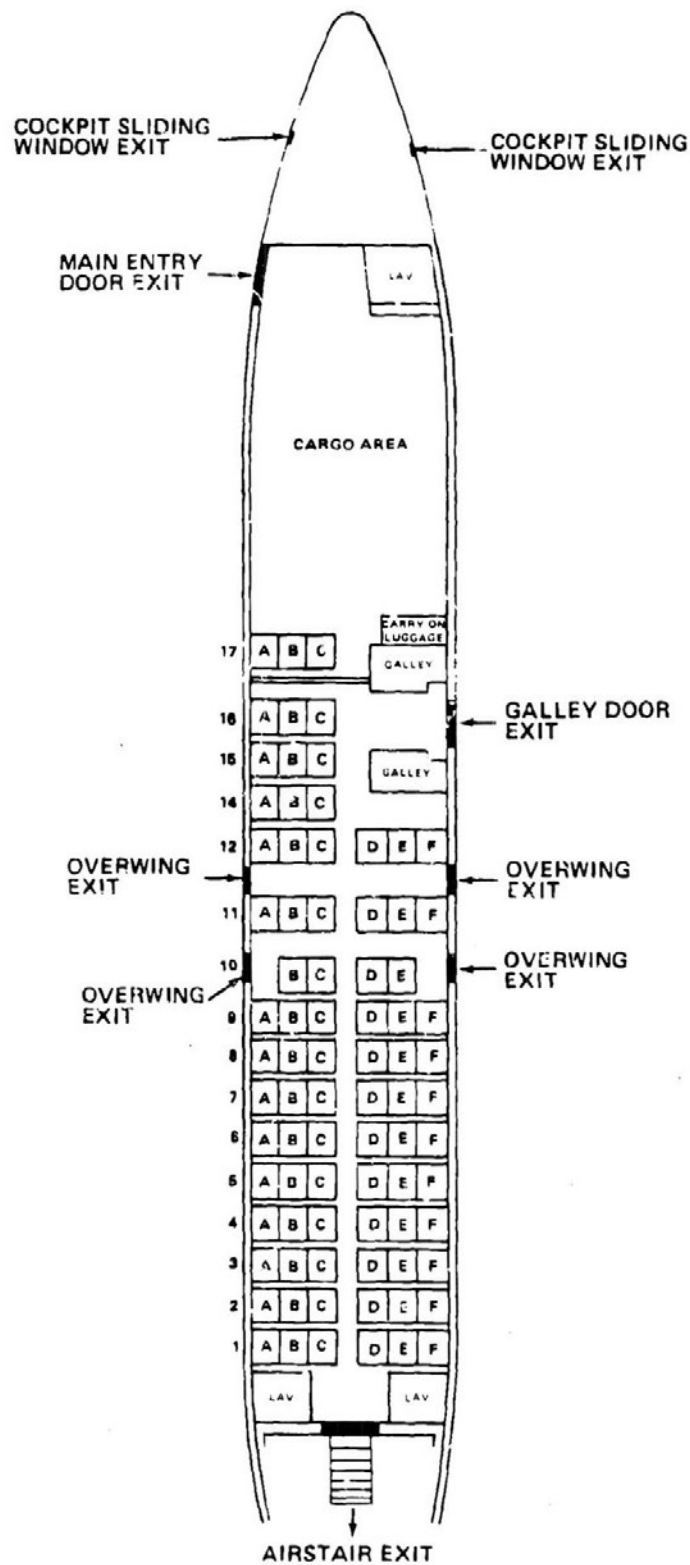 COCKPIT SLIDING
WINDOW EXIT
COCKPIT SLIDING
WINDOW EXIT
MAIN ENTRY
DOOR EXIT
LAV
CARGO AREA
CARRY ON
LUGGAGE
17 A B C GALLEY
16 A B C
GALLEY DOOR
EXIT
15 A B C GALLEY
14 A B C
12 A B C D E F
OVERWING
EXIT
OVERWING
EXIT
11 A B C D E F
10 B C D E
OVERWING
EXIT
OVERWING
EXIT
9 A B C D E F
8 A B C D E F
7 A B C D E F
6 A B C D E F
5 A B C D E F
4 A B C D E F
3 A B C D E F
2 A B C D E F
1 A B C D E F
LAV LAV
AIRSTAIR EXIT